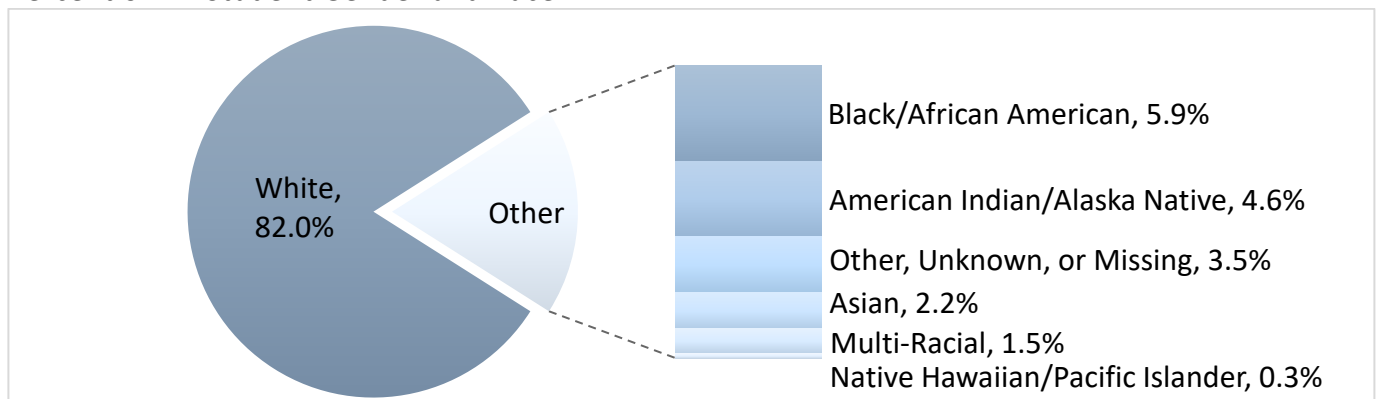 White,
82.0%
Other
Black/African American, 5.9%
American Indian/Alaska Native, 4.6%
Other, Unknown, or Missing, 3.5%
Asian, 2.2%
Multi-Racial, 1.5%
Native Hawaiian/Pacific Islander, 0.3%